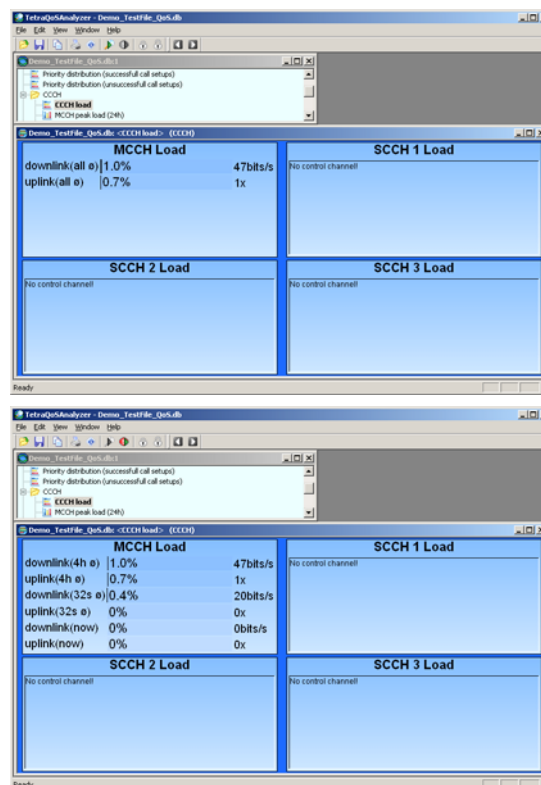 TetraQoSAnalyzer - Demo_TestFile_QoS.db
File Edit View Window Help
Demo_TestFile_QoS.db:1
Priority distribution (successfull call setups)
Priority distribution (unsuccessfull call setups)
CCCH
CCCH load
MCCH peak load (24h)
Demo_TestFile_QoS.db: <CCCH load> (CCCH)
MCCH Load
downlink(all ø) 1.0% 47bits/s
uplink(all ø) 0.7% 1x
SCCH 1 Load
No control channel!
SCCH 2 Load
No control channel!
SCCH 3 Load
No control channel!
Ready
TetraQoSAnalyzer - Demo_TestFile_QoS.db
File Edit View Window Help
Demo_TestFile_QoS.db:1
Priority distribution (successfull call setups)
Priority distribution (unsuccessfull call setups)
CCCH
CCCH load
MCCH peak load (24h)
Demo_TestFile_QoS.db: <CCCH load> (CCCH)
MCCH Load
downlink(4h ø) 1.0% 47bits/s
uplink(4h ø) 0.7% 1x
downlink(32s ø) 0.4% 20bits/s
uplink(32s ø) 0% 0x
downlink(now) 0% 0bits/s
uplink(now) 0% 0x
SCCH 1 Load
No control channel!
SCCH 2 Load
No control channel!
SCCH 3 Load
No control channel!
Ready